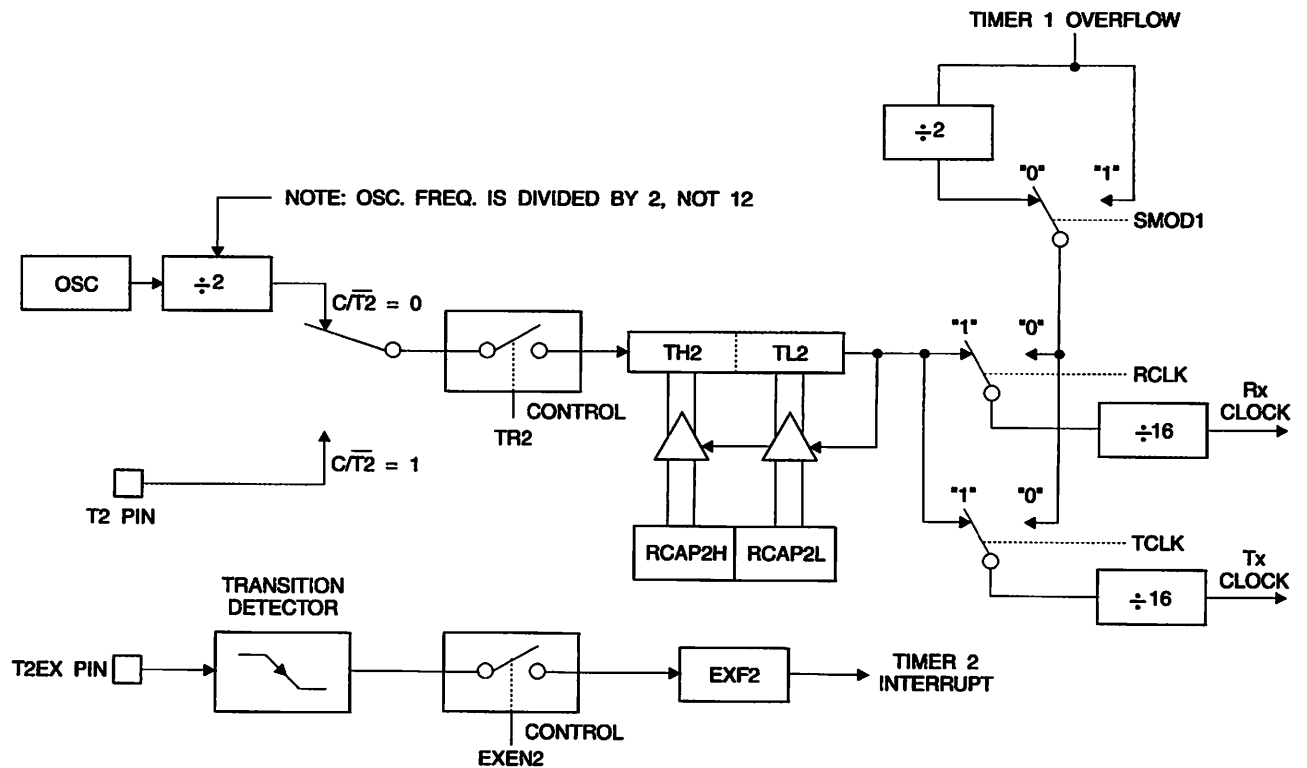 TIMER 1 OVERFLOW
÷2
"0" "1"
SMOD1
NOTE: OSC. FREQ. IS DIVIDED BY 2, NOT 12
OSC
÷2
C/T2̅ = 0
TH2 TL2
"1" "0"
RCLK
Rx
CLOCK
÷16
CONTROL
TR2
C/T2̅ = 1
T2 PIN
RCAP2H RCAP2L
"1" "0"
TCLK
Tx
CLOCK
÷16
TRANSITION
DETECTOR
T2EX PIN
EXF2
TIMER 2
INTERRUPT
CONTROL
EXEN2